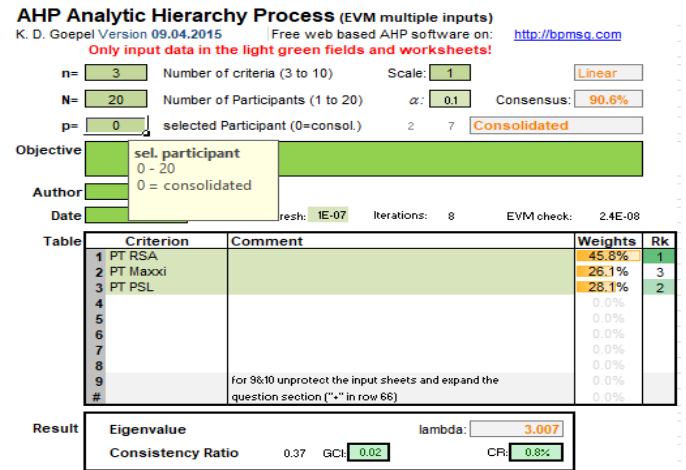 AHP Analytic Hierarchy Process (EVM multiple inputs)
K. D. Goepel Version 09.04.2015 Free web based AHP software on: http://bpmsg.com
Only input data in the light green fields and worksheets!
n= 3 Number of criteria (3 to 10) Scale: 1 Linear
N= 20 Number of Participants (1 to 20) α: 0.1 Consensus: 90.6%
p= 0 selected Participant (0=consol.) 2 7 Consolidated
Objective
sel. participant
0 - 20
0 = consolidated
Author
Date resh: 1E-07 Iterations: 8 EVM check: 2.4E-08
Table Criterion Comment Weights Rk
1 PT RSA 45.8% 1
2 PT Maxxi 26.1% 3
3 PT PSL 28.1% 2
4 0.0%
5 0.0%
6 0.0%
7 0.0%
8 0.0%
9 for 9&10 unprotect the input sheets and expand the 0.0%
# question section ("+" in row 66) 0.0%
Result Eigenvalue lambda: 3.007
Consistency Ratio 0.37 GCI: 0.02 CR: 0.8%